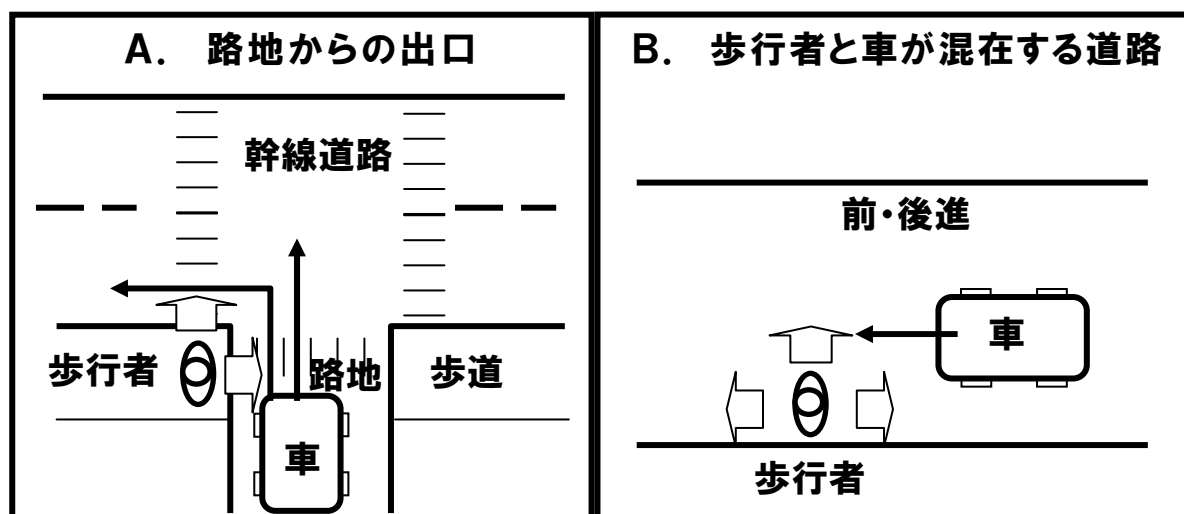 A. 路地からの出口
幹線道路
歩行者
路地
歩道
車
B. 歩行者と車が混在する道路
前・後進
車
歩行者